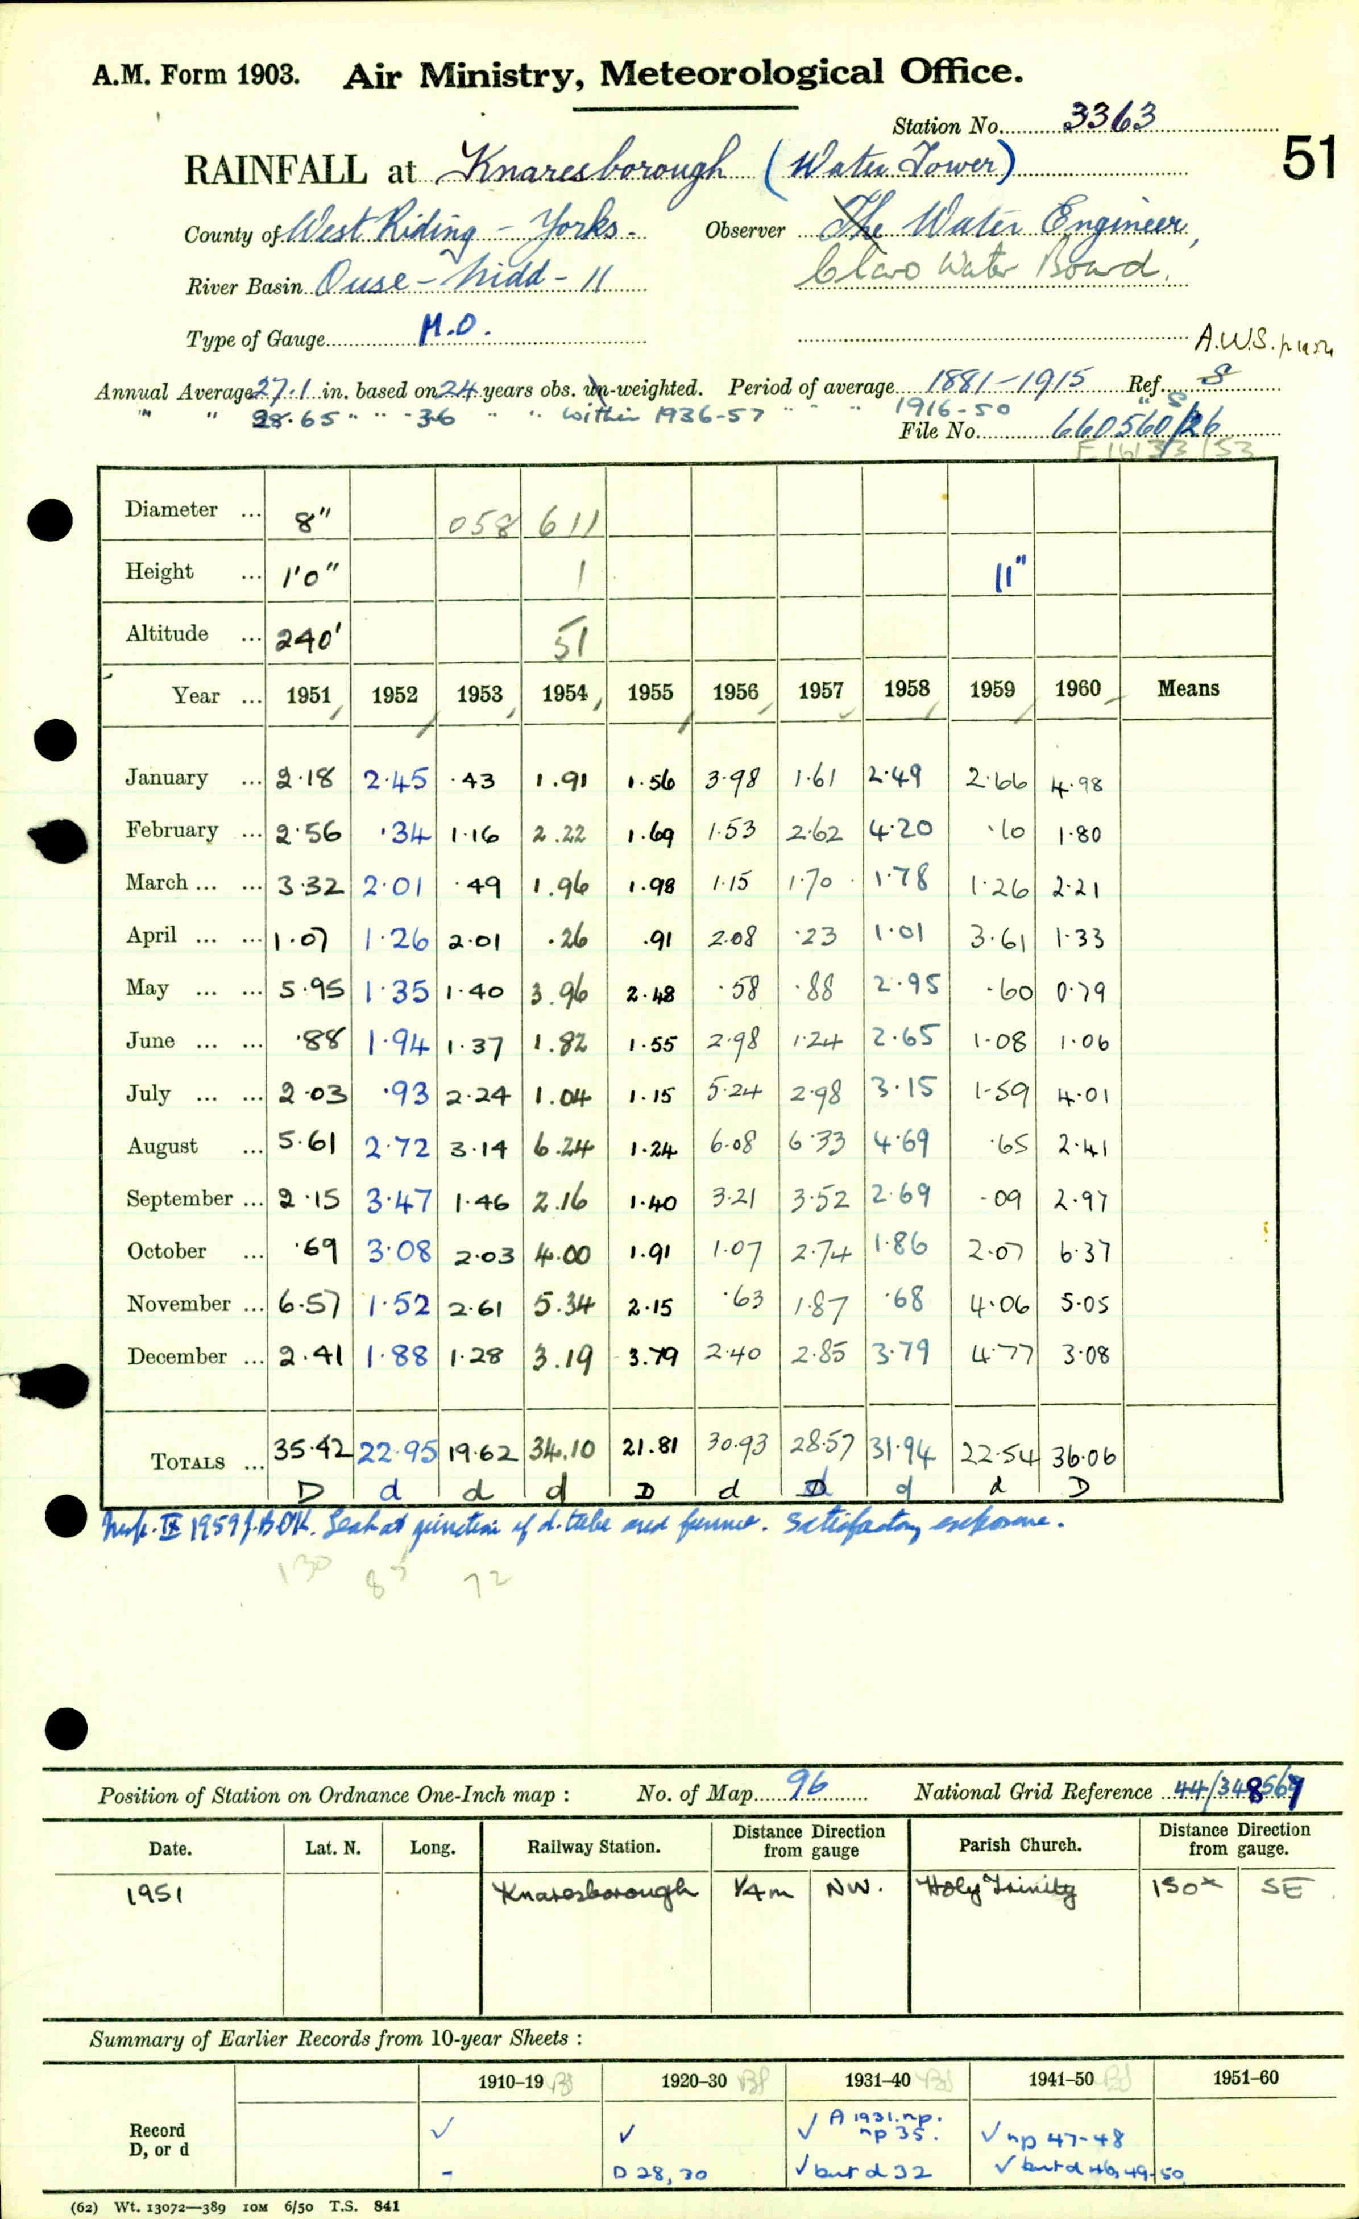 A.M. Form 1903. Air Ministry, Meteorological Office.
Station No. 3363
51
RAINFALL at Knaresborough (Water Tower)
County of West Riding - Yorks. Observer The Water Engineer,
River Basin Ouse - Nidd - 11 Claro Water Board.
Type of Gauge M.O.
A.W.S.
Annual Average 27.1 in. based on 24 years obs. un-weighted. Period of average 1881-1915 Ref. S
" " 28.65 " " 36 " " within 1936-57 " " " 1916-50 " S
File No. 660560/26
Diameter ... 8" 058 611
Height ... 1'0" 1 11"
Altitude ... 240' 51
Year ... 1951 1952 1953 1954 1955 1956 1957 1958 1959 1960 Means
January ... 2.18 2.45 .43 1.91 1.56 3.98 1.61 2.49 2.66 4.98
February ... 2.56 .34 1.16 2.22 1.69 1.53 2.62 4.20 .10 1.80
March ... ... 3.32 2.01 .49 1.96 1.98 1.15 1.70 1.78 1.26 2.21
April ... ... 1.07 1.26 2.01 .26 .91 2.08 .23 1.01 3.61 1.33
May ... ... 5.95 1.35 1.40 3.96 2.48 .58 .88 2.95 .60 0.79
June ... ... .88 1.94 1.37 1.82 1.55 2.98 1.24 2.65 1.08 1.06
July ... ... 2.03 .93 2.24 1.04 1.15 5.24 2.98 3.15 1.59 4.01
August ... 5.61 2.72 3.14 6.24 1.24 6.08 6.33 4.69 .65 2.41
September ... 2.15 3.47 1.46 2.16 1.40 3.21 3.52 2.69 .09 2.97
October ... .69 3.08 2.03 4.00 1.91 1.07 2.74 1.86 2.07 6.37
November ... 6.57 1.52 2.61 5.34 2.15 .63 1.87 .68 4.06 5.05
December ... 2.41 1.88 1.28 3.19 3.79 2.40 2.85 3.79 4.77 3.08
TOTALS ... 35.42 22.95 19.62 34.10 21.81 30.93 28.57 31.94 22.54 36.06
D d d d D d d d d D
Insp. IX 1959 Leak at junction of d. tube and funnel. Satisfactory exposure.
130 85 72
Position of Station on Ordnance One-Inch map : No. of Map 96 National Grid Reference 44/348569
Date. Lat. N. Long. Railway Station. Distance Direction from gauge Parish Church. Distance Direction from gauge.
1951 Knaresborough 1/4 m NW. Holy Trinity 150x SE
Summary of Earlier Records from 10-year Sheets :
1910-19 1920-30 1931-40 1941-50 1951-60
Record ✓ ✓ ✓ A 1931. np. np 35. ✓ np 47-48
D, or d - D 28, 30 ✓ but d 32 ✓ but d 46, 49-50
(62) Wt. 13072—389 10M 6/50 T.S. 841